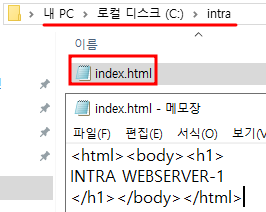 내 PC > 로컬 디스크 (C:) > intra
이름
index.html
index.html - 메모장
파일(F) 편집(E) 서식(O) 보기(V)
<html><body><h1>
INTRA WEBSERVER-1
</h1></body></html>